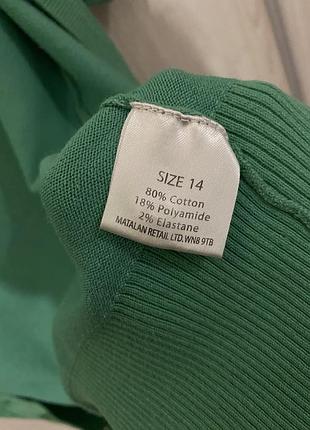 SIZE 14
80% Cotton
18% Polyamide
2% Elastane
MATALAN RETAIL LTD. WN8 9TB